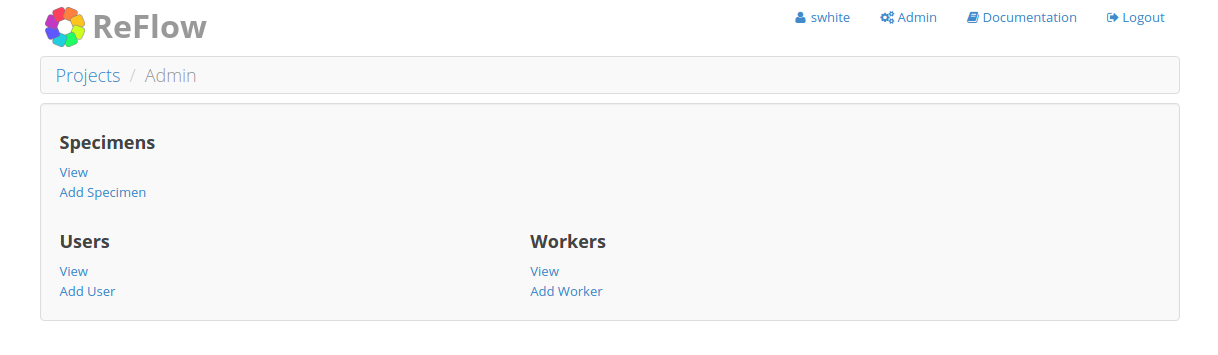 ReFlow
swhite Admin Documentation Logout
Projects / Admin
Specimens
View
Add Specimen
Users Workers
View View
Add User Add Worker